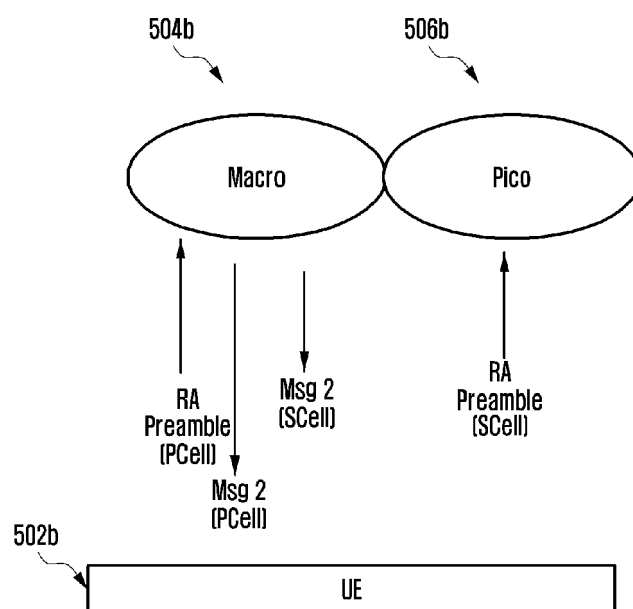 504b
506b
Macro
Pico
RA
Preamble
(PCell)
Msg 2
(SCell)
RA
Preamble
(SCell)
Msg 2
(PCell)
502b
UE